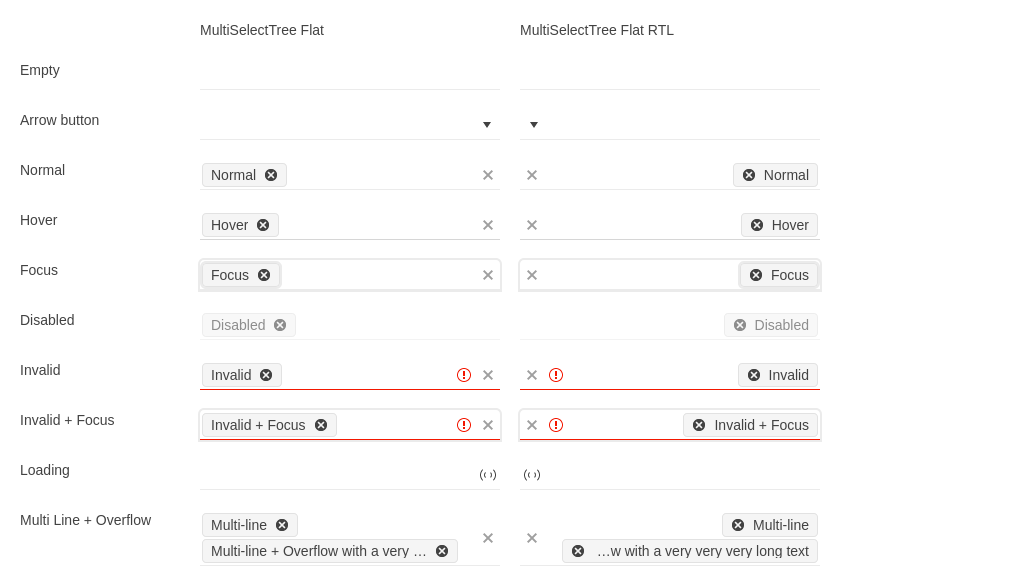 MultiSelectTree Flat MultiSelectTree Flat RTL
Empty
Arrow button
Normal Normal Normal
Hover Hover Hover
Focus Focus Focus
Disabled Disabled Disabled
Invalid Invalid Invalid
Invalid + Focus Invalid + Focus Invalid + Focus
Loading
Multi Line + Overflow Multi-line Multi-line
Multi-line + Overflow with a very … …w with a very very very long text